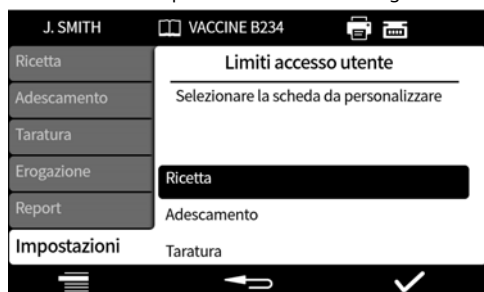 J. SMITH
VACCINE B234
Ricetta
Adescamento
Taratura
Erogazione
Report
Impostazioni
Limiti accesso utente
Selezionare la scheda da personalizzare
Ricetta
Adescamento
Taratura